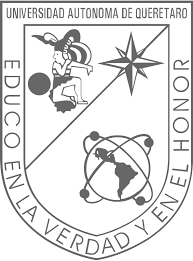 UNIVERSIDAD AUTONOMA DE QUERETARO
EDUCO EN LA VERDAD Y EN EL HONOR